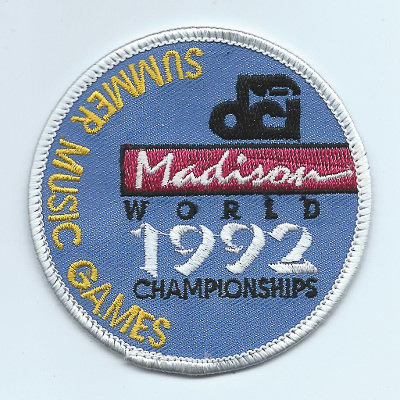 SUMMER MUSIC GAMES
dci
Madison
WORLD
1992
CHAMPIONSHIPS